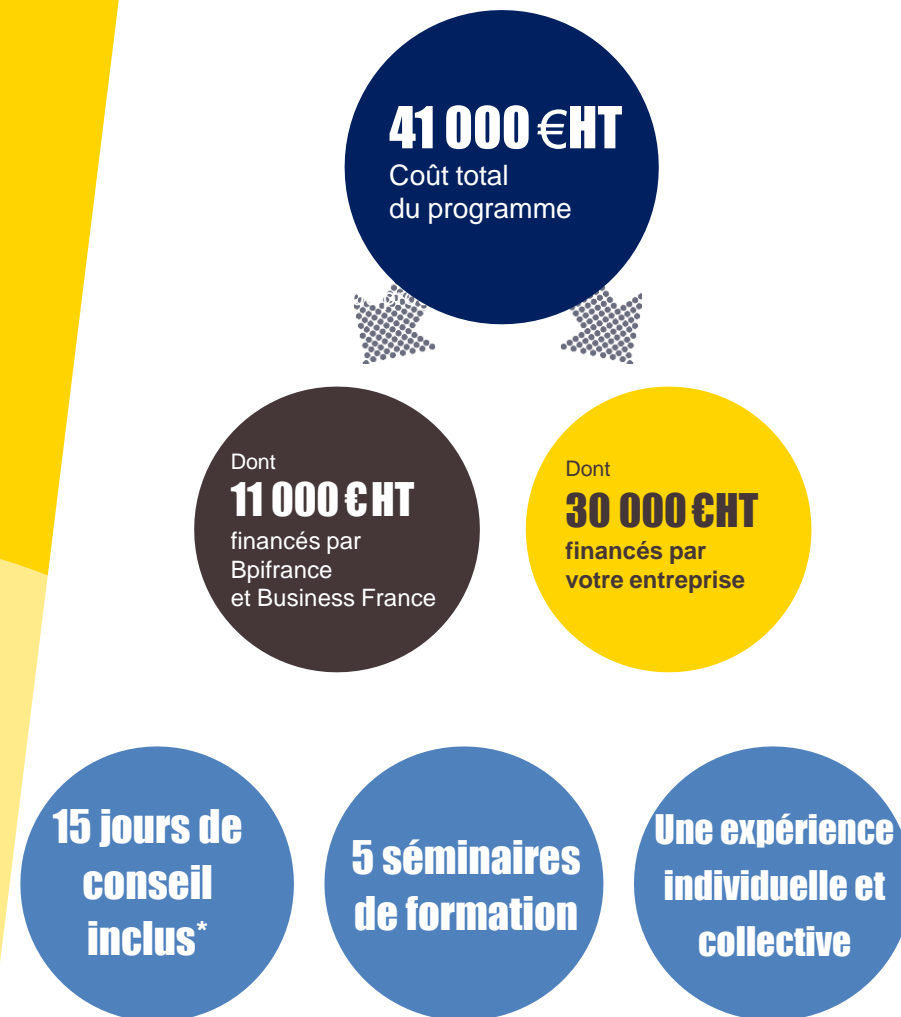 41 000 €HT
Coût total
du programme
Dont
11 000 € HT
financés par
Bpifrance
et Business France
Dont
30 000 €HT
financés par
votre entreprise
15 jours de
conseil
inclus*
5 séminaires
de formation
Une expérience
individuelle et
collective